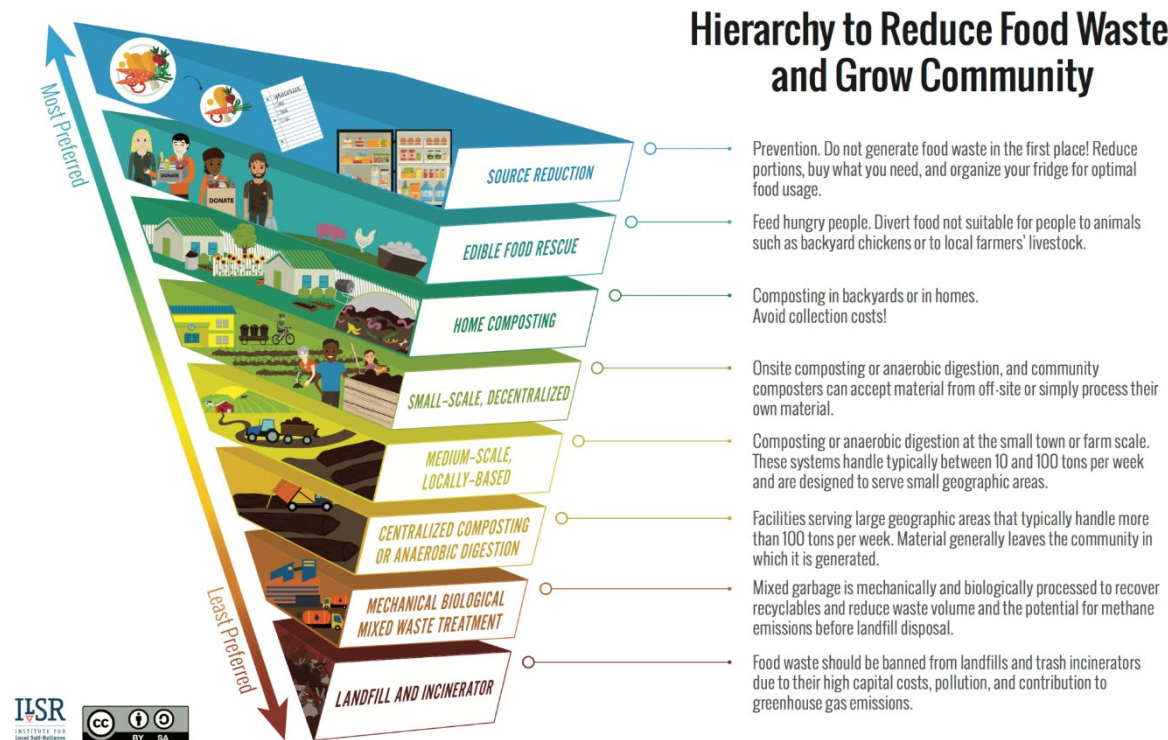 Hierarchy to Reduce Food Waste
and Grow Community
Most Preferred
Least Preferred
groceries
DONATE
DONATE
SOURCE REDUCTION
Prevention. Do not generate food waste in the first place! Reduce
portions, buy what you need, and organize your fridge for optimal
food usage.
EDIBLE FOOD RESCUE
Feed hungry people. Divert food not suitable for people to animals
such as backyard chickens or to local farmers' livestock.
HOME COMPOSTING
Composting in backyards or in homes.
Avoid collection costs!
SMALL-SCALE, DECENTRALIZED
Onsite composting or anaerobic digestion, and community
composters can accept material from off-site or simply process their
own material.
MEDIUM-SCALE,
LOCALLY-BASED
Composting or anaerobic digestion at the small town or farm scale.
These systems handle typically between 10 and 100 tons per week
and are designed to serve small geographic areas.
CENTRALIZED COMPOSTING
OR ANAEROBIC DIGESTION
Facilities serving large geographic areas that typically handle more
than 100 tons per week. Material generally leaves the community in
which it is generated.
MECHANICAL BIOLOGICAL
MIXED WASTE TREATMENT
Mixed garbage is mechanically and biologically processed to recover
recyclables and reduce waste volume and the potential for methane
emissions before landfill disposal.
LANDFILL AND INCINERATOR
Food waste should be banned from landfills and trash incinerators
due to their high capital costs, pollution, and contribution to
greenhouse gas emissions.
ILSR
INSTITUTE FOR
Local Self-Reliance
cc
BY SA